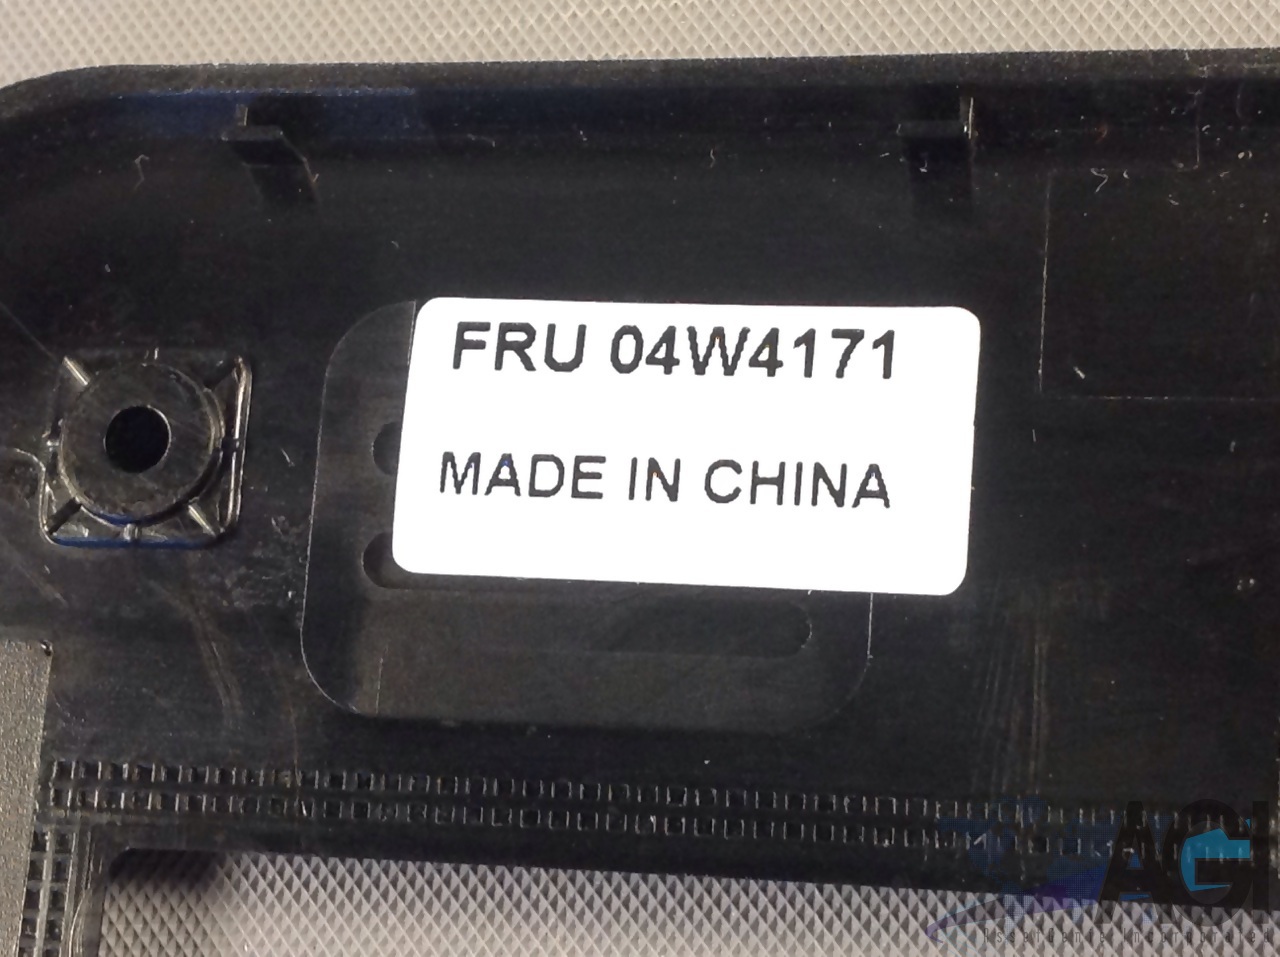 FRU 04W4171
MADE IN CHINA
AGI